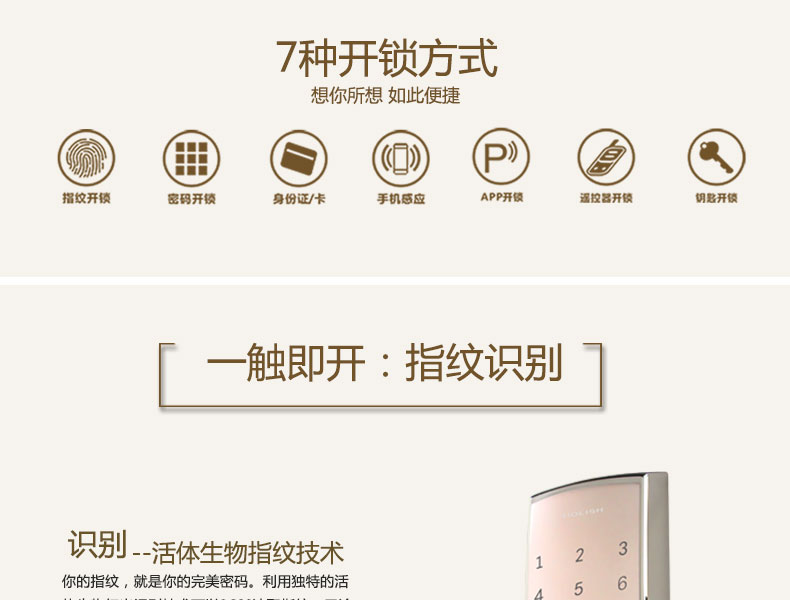 7种开锁方式
想你所想 如此便捷
指纹开锁 密码开锁 身份证/卡 手机感应 APP开锁 遥控器开锁 钥匙开锁
一触即开：指纹识别
识别--活体生物指纹技术
你的指纹，就是你的完美密码。利用独特的活
1 2 3
4 5 6